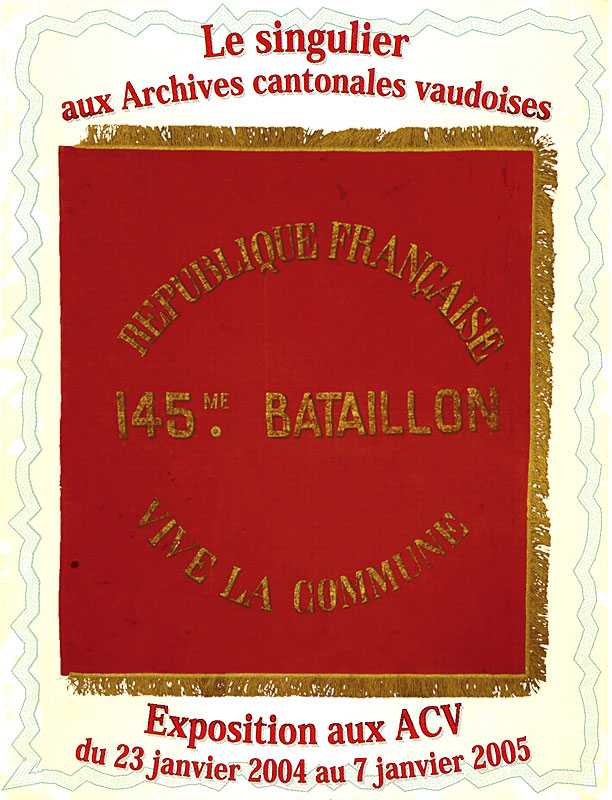 Le singulier
aux Archives cantonales vaudoises
REPUBLIQUE FRANÇAISE
145.ME BATAILLON
VIVE LA COMMUNE
Exposition aux ACV
du 23 janvier 2004 au 7 janvier 2005